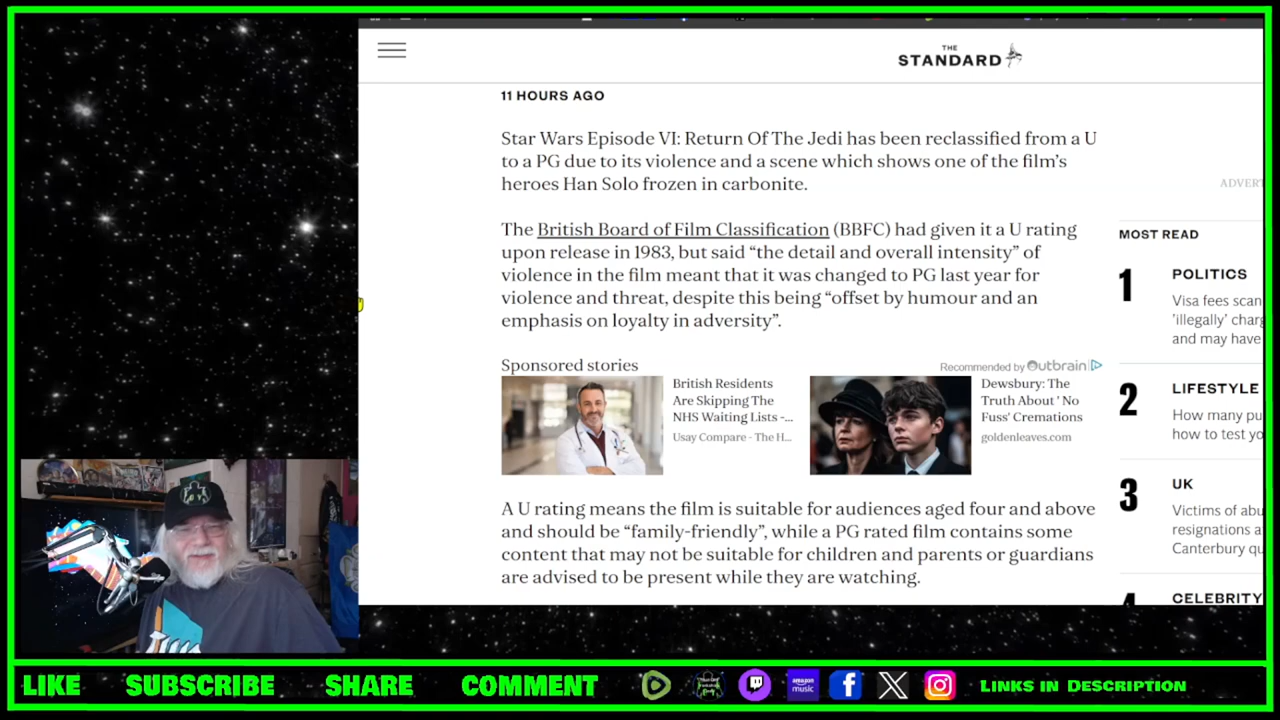 THE
STANDARD
11 HOURS AGO
Star Wars Episode VI: Return Of The Jedi has been reclassified from a U
to a PG due to its violence and a scene which shows one of the film’s
heroes Han Solo frozen in carbonite.
The British Board of Film Classification (BBFC) had given it a U rating
upon release in 1983, but said “the detail and overall intensity” of
violence in the film meant that it was changed to PG last year for
violence and threat, despite this being “offset by humour and an
emphasis on loyalty in adversity”.
Sponsored stories
Recommended by Outbrain
British Residents
Are Skipping The
NHS Waiting Lists -...
Usay Compare - The H...
Dewsbury: The
Truth About ' No
Fuss' Cremations
goldenleaves.com
A U rating means the film is suitable for audiences aged four and above
and should be “family-friendly”, while a PG rated film contains some
content that may not be suitable for children and parents or guardians
are advised to be present while they are watching.
ADVERT
MOST READ
1
POLITICS
Visa fees scan
'illegally' charg
and may have
2
LIFESTYLE
How many pu
how to test yo
3
UK
Victims of abu
resignations a
Canterbury qu
4
CELEBRITY
LIKE SUBSCRIBE SHARE COMMENT
amazon
music
LINKS IN DESCRIPTION